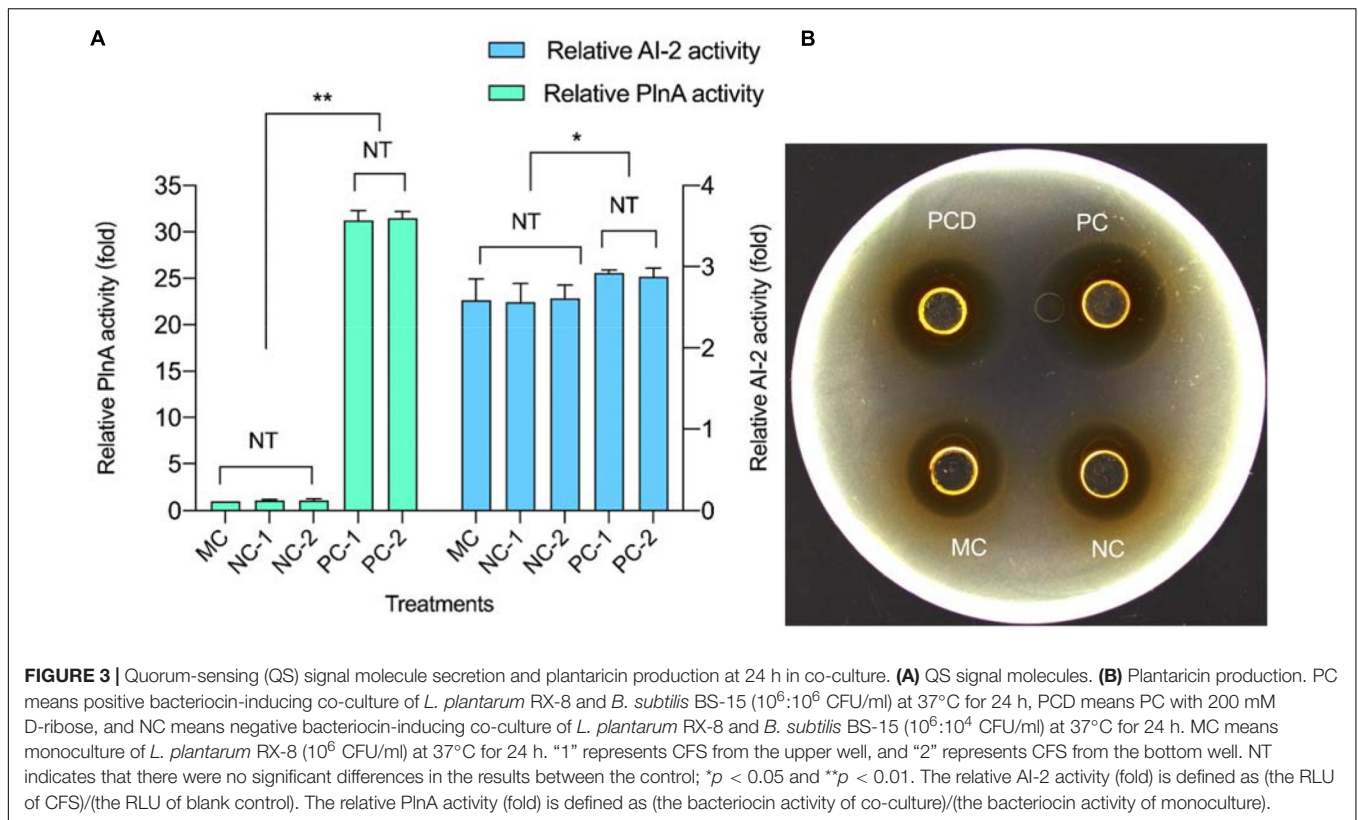 A
B
Relative AI-2 activity
Relative PlnA activity
**
NT
*
NT
NT
NT
Relative PlnA activity (fold)
35
30
25
20
15
10
5
0
4
3
2
1
0
Relative AI-2 activity (fold)
MC
NC-1
NC-2
PC-1
PC-2
MC
NC-1
NC-2
PC-1
PC-2
Treatments
PCD
PC
MC
NC
FIGURE 3 | Quorum-sensing (QS) signal molecule secretion and plantaricin production at 24 h in co-culture. (A) QS signal molecules. (B) Plantaricin production. PC
means positive bacteriocin-inducing co-culture of L. plantarum RX-8 and B. subtilis BS-15 (10⁶:10⁶ CFU/ml) at 37°C for 24 h, PCD means PC with 200 mM
D-ribose, and NC means negative bacteriocin-inducing co-culture of L. plantarum RX-8 and B. subtilis BS-15 (10⁶:10⁴ CFU/ml) at 37°C for 24 h. MC means
monoculture of L. plantarum RX-8 (10⁶ CFU/ml) at 37°C for 24 h. “1” represents CFS from the upper well, and “2” represents CFS from the bottom well. NT
indicates that there were no significant differences in the results between the control; *p < 0.05 and **p < 0.01. The relative AI-2 activity (fold) is defined as (the RLU
of CFS)/(the RLU of blank control). The relative PlnA activity (fold) is defined as (the bacteriocin activity of co-culture)/(the bacteriocin activity of monoculture).